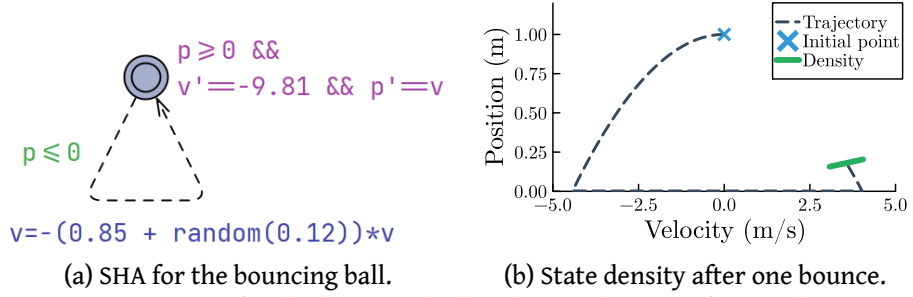 p⩾0 &&
v'==-9.81 && p'==v
p⩽0
v=-(0.85 + random(0.12))*v
(a) SHA for the bouncing ball.
Position (m)
1.00
0.75
0.50
0.25
0.00
−5.0
−2.5
0.0
2.5
5.0
Velocity (m/s)
Trajectory
Initial point
Density
(b) State density after one bounce.